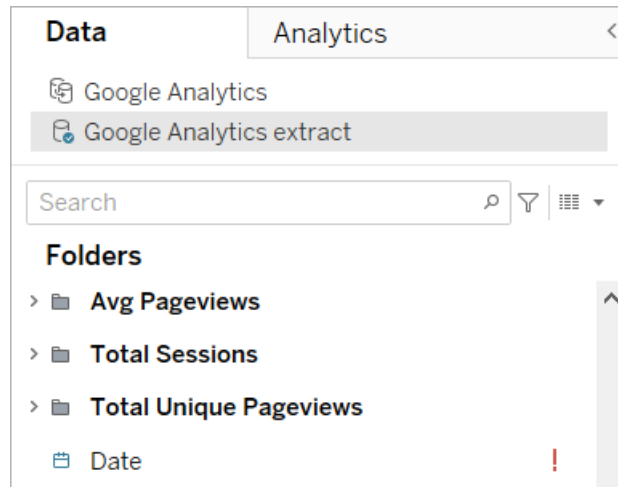 Data
Analytics
Google Analytics
Google Analytics extract
Search
Folders
Avg Pageviews
Total Sessions
Total Unique Pageviews
Date !